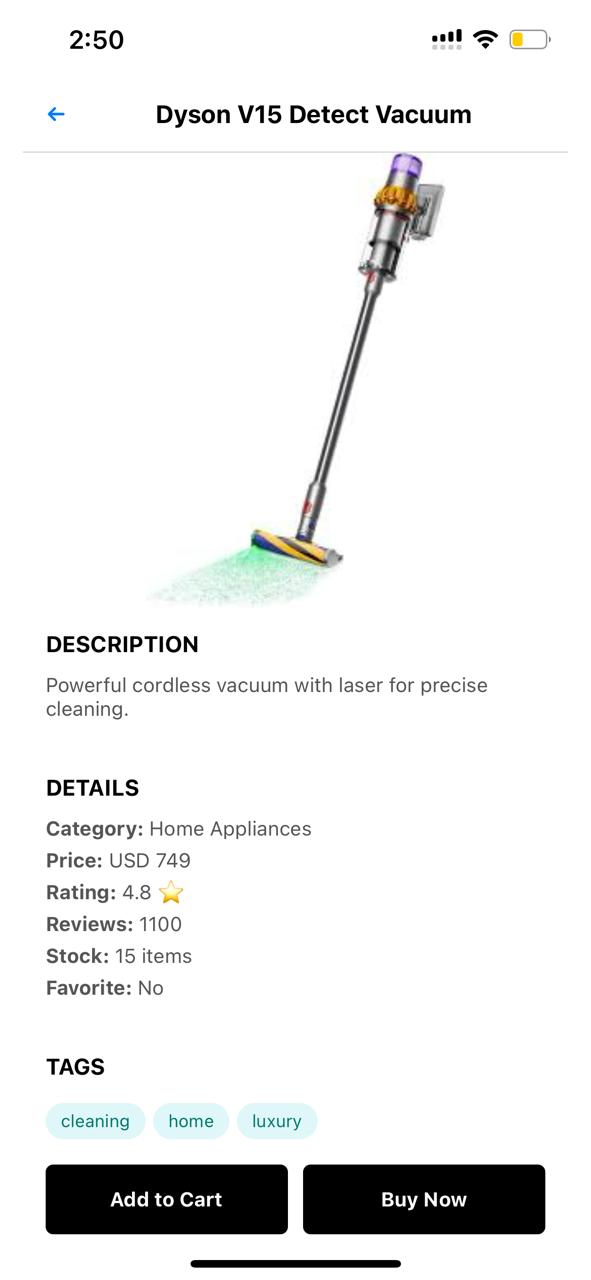 2:50
Dyson V15 Detect Vacuum
DESCRIPTION
Powerful cordless vacuum with laser for precise
cleaning.
DETAILS
Category: Home Appliances
Price: USD 749
Rating: 4.8 ⭐
Reviews: 1100
Stock: 15 items
Favorite: No
TAGS
cleaning home luxury
Add to Cart Buy Now